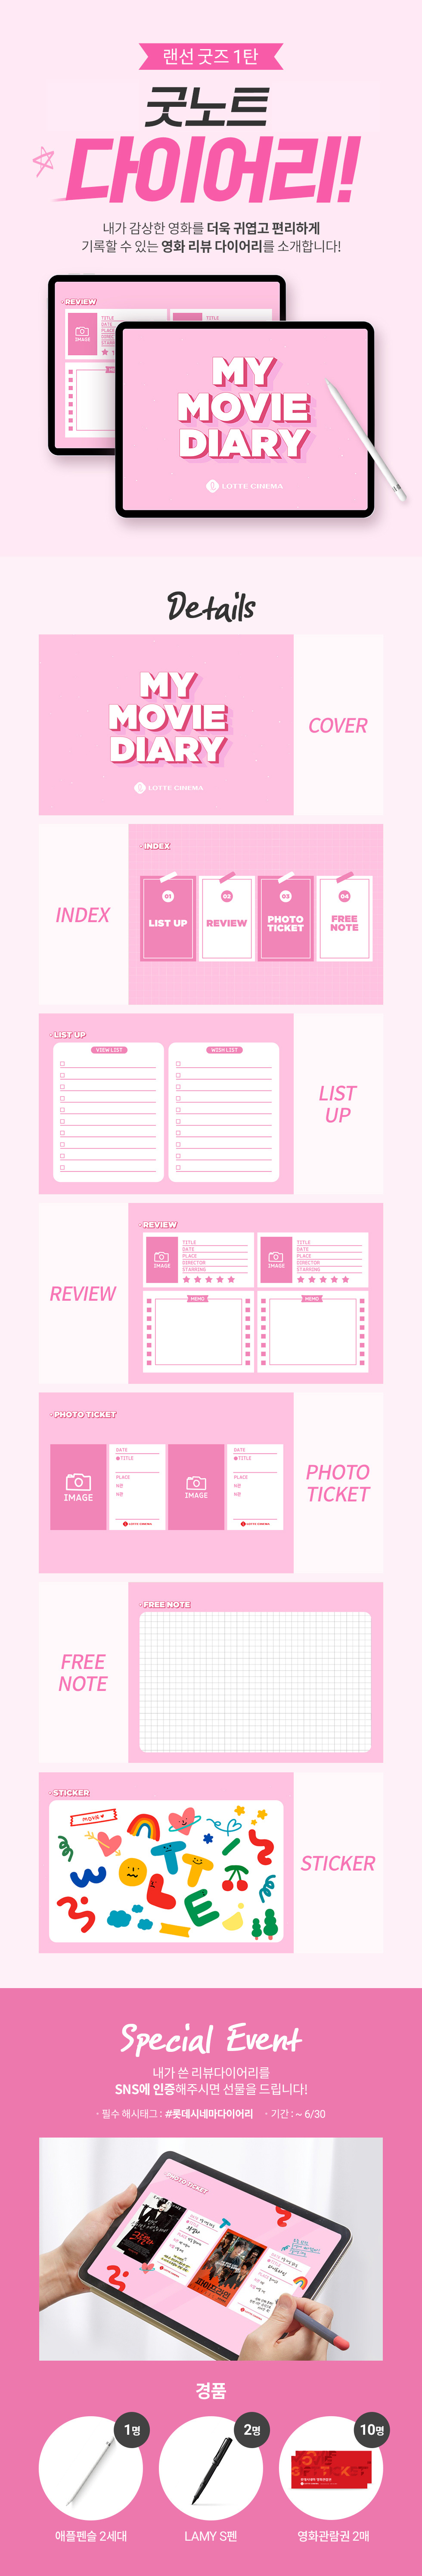 랜선 굿즈 1탄
굿노트
다이어리!
내가 감상한 영화를 더욱 귀엽고 편리하게
기록할 수 있는 영화 리뷰 다이어리를 소개합니다!
REVIEW
TITLE
DATE
PLACE
IMAGE
TITLE
MY
MOVIE
DIARY
LOTTE CINEMA
Details
MY
MOVIE
DIARY
LOTTE CINEMA
COVER
INDEX
INDEX
01
LIST UP
02
REVIEW
03
PHOTO
TICKET
04
FREE
NOTE
LIST UP
VIEW LIST
WISH LIST
LIST
UP
REVIEW
REVIEW
IMAGE
TITLE
DATE
PLACE
DIRECTOR
STARRING
IMAGE
TITLE
DATE
PLACE
DIRECTOR
STARRING
MEMO
MEMO
PHOTO TICKET
IMAGE
DATE
TITLE
PLACE
LOTTE CINEMA
IMAGE
DATE
TITLE
PLACE
LOTTE CINEMA
PHOTO
TICKET
FREE
NOTE
FREE NOTE
STICKER
MOVIE
STICKER
Special Event
내가 쓴 리뷰다이어리를
SNS에 인증해주시면 선물을 드립니다!
· 필수 해시태그 : #롯데시네마다이어리 · 기간 : ~ 6/30
PHOTO TICKET
파이프라인
경품
1명
애플펜슬 2세대
2명
LAMY S펜
10명
영화관람권 2매